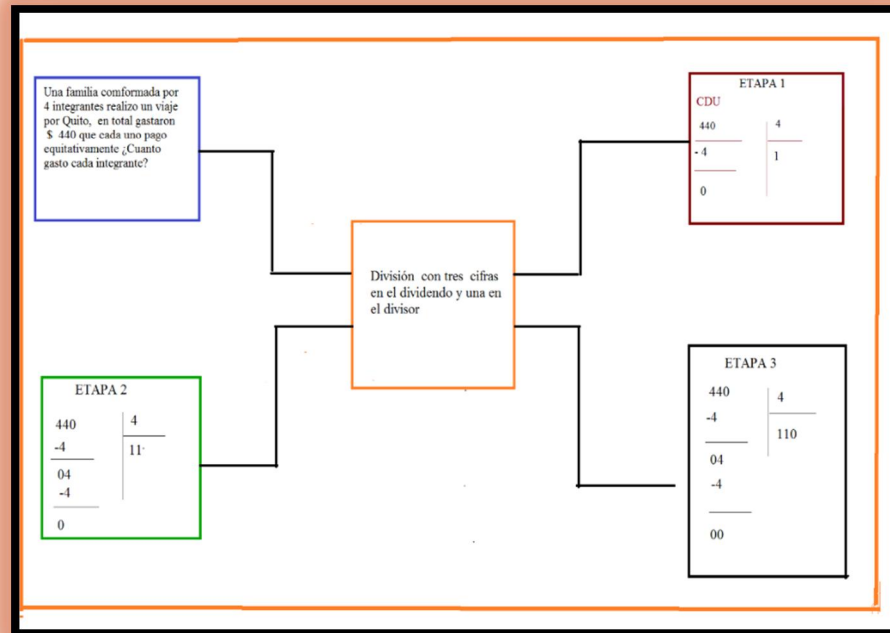 Una familia comformada por
4 integrantes realizo un viaje
por Quito, en total gastaron
$ 440 que cada uno pago
equitativamente ¿Cuanto
gasto cada integrante?
ETAPA 1
CDU
440 4
- 4 1
0
División con tres cifras
en el dividendo y una en
el divisor
ETAPA 2
440 4
-4 11
04
-4
0
ETAPA 3
440 4
-4 110
04
-4
00